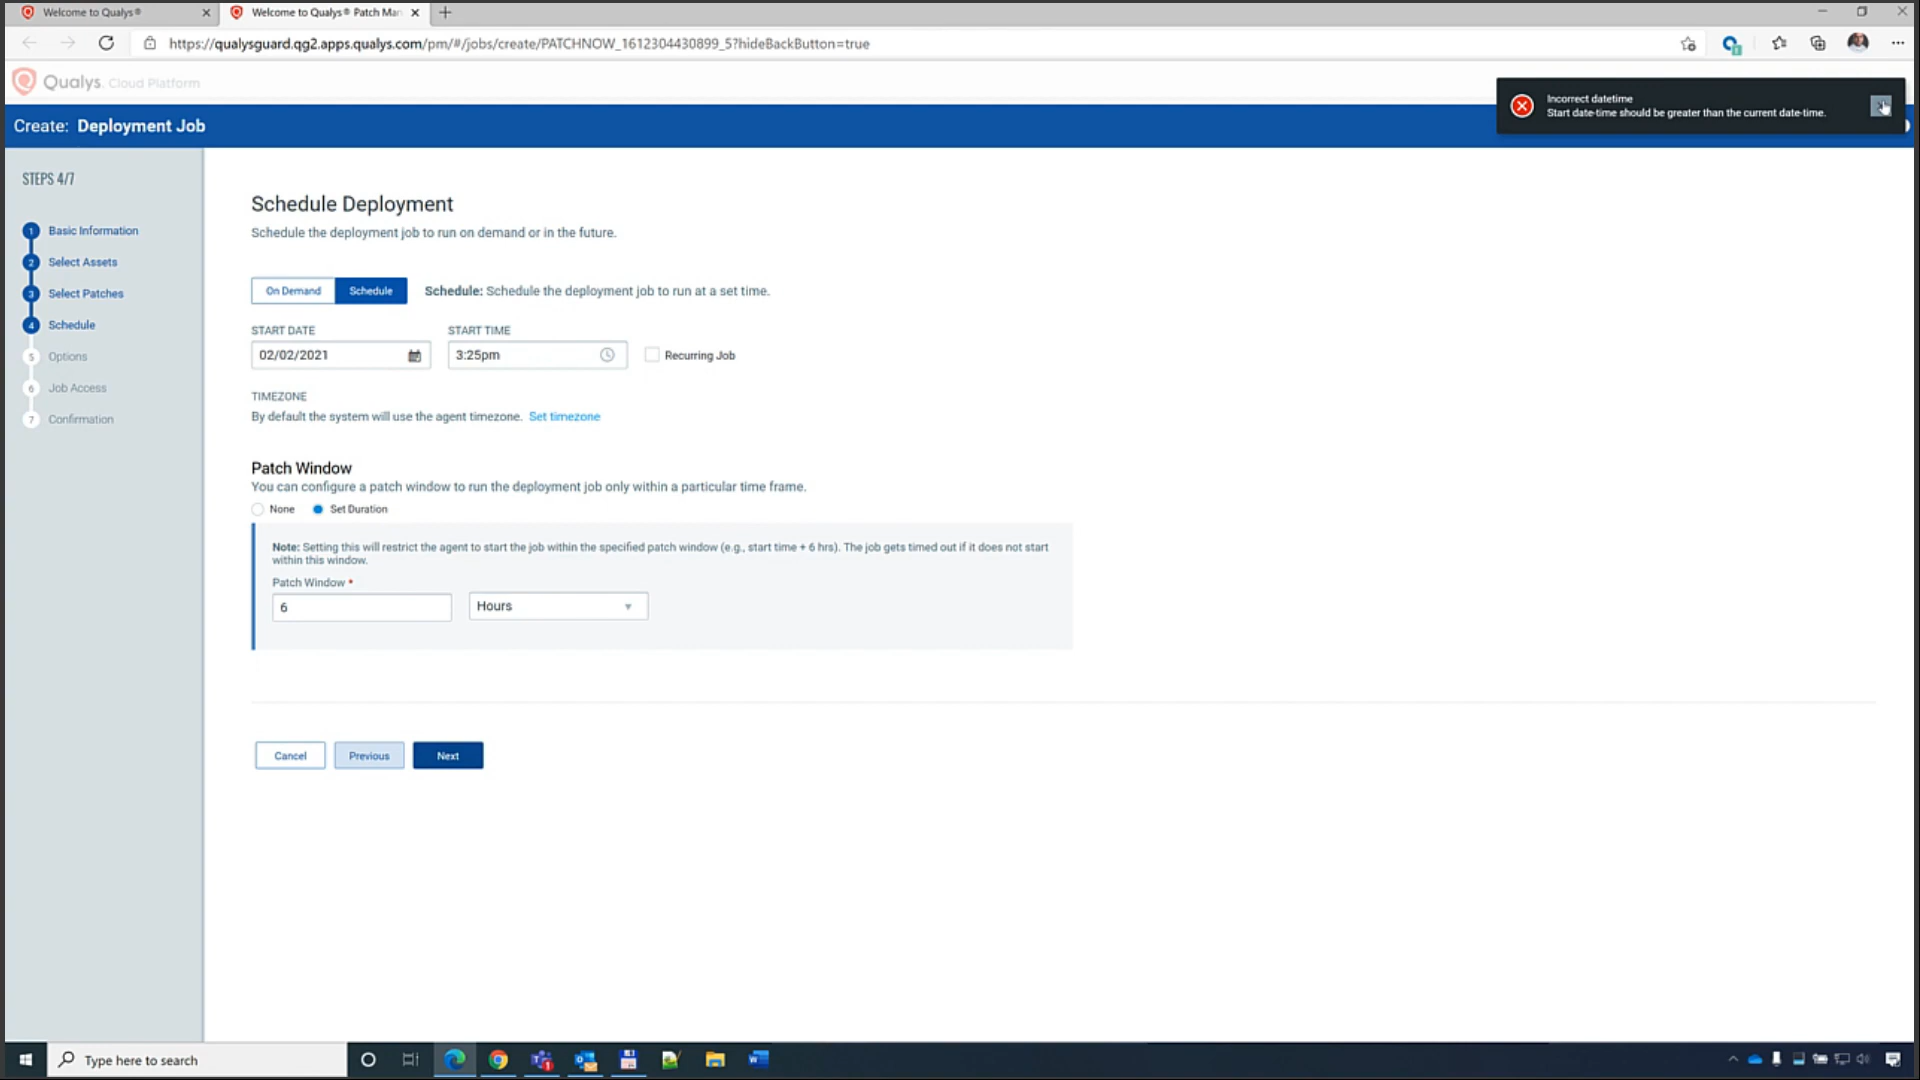 Welcome to Qualys®
Welcome to Qualys® Patch Man
https://qualysguard.qg2.apps.qualys.com/pm/#/jobs/create/PATCHNOW_1612304430899_5?hideBackButton=true
Qualys. Cloud Platform
Incorrect datetime
Start date-time should be greater than the current date-time.
Create: Deployment Job
STEPS 4/7
1 Basic Information
2 Select Assets
3 Select Patches
4 Schedule
5 Options
6 Job Access
7 Confirmation
Schedule Deployment
Schedule the deployment job to run on demand or in the future.
On Demand Schedule Schedule: Schedule the deployment job to run at a set time.
START DATE START TIME
02/02/2021 3:25pm Recurring Job
TIMEZONE
By default the system will use the agent timezone. Set timezone
Patch Window
You can configure a patch window to run the deployment job only within a particular time frame.
None Set Duration
Note: Setting this will restrict the agent to start the job within the specified patch window (e.g., start time + 6 hrs). The job gets timed out if it does not start
within this window.
Patch Window *
6 Hours
Cancel Previous Next
Type here to search